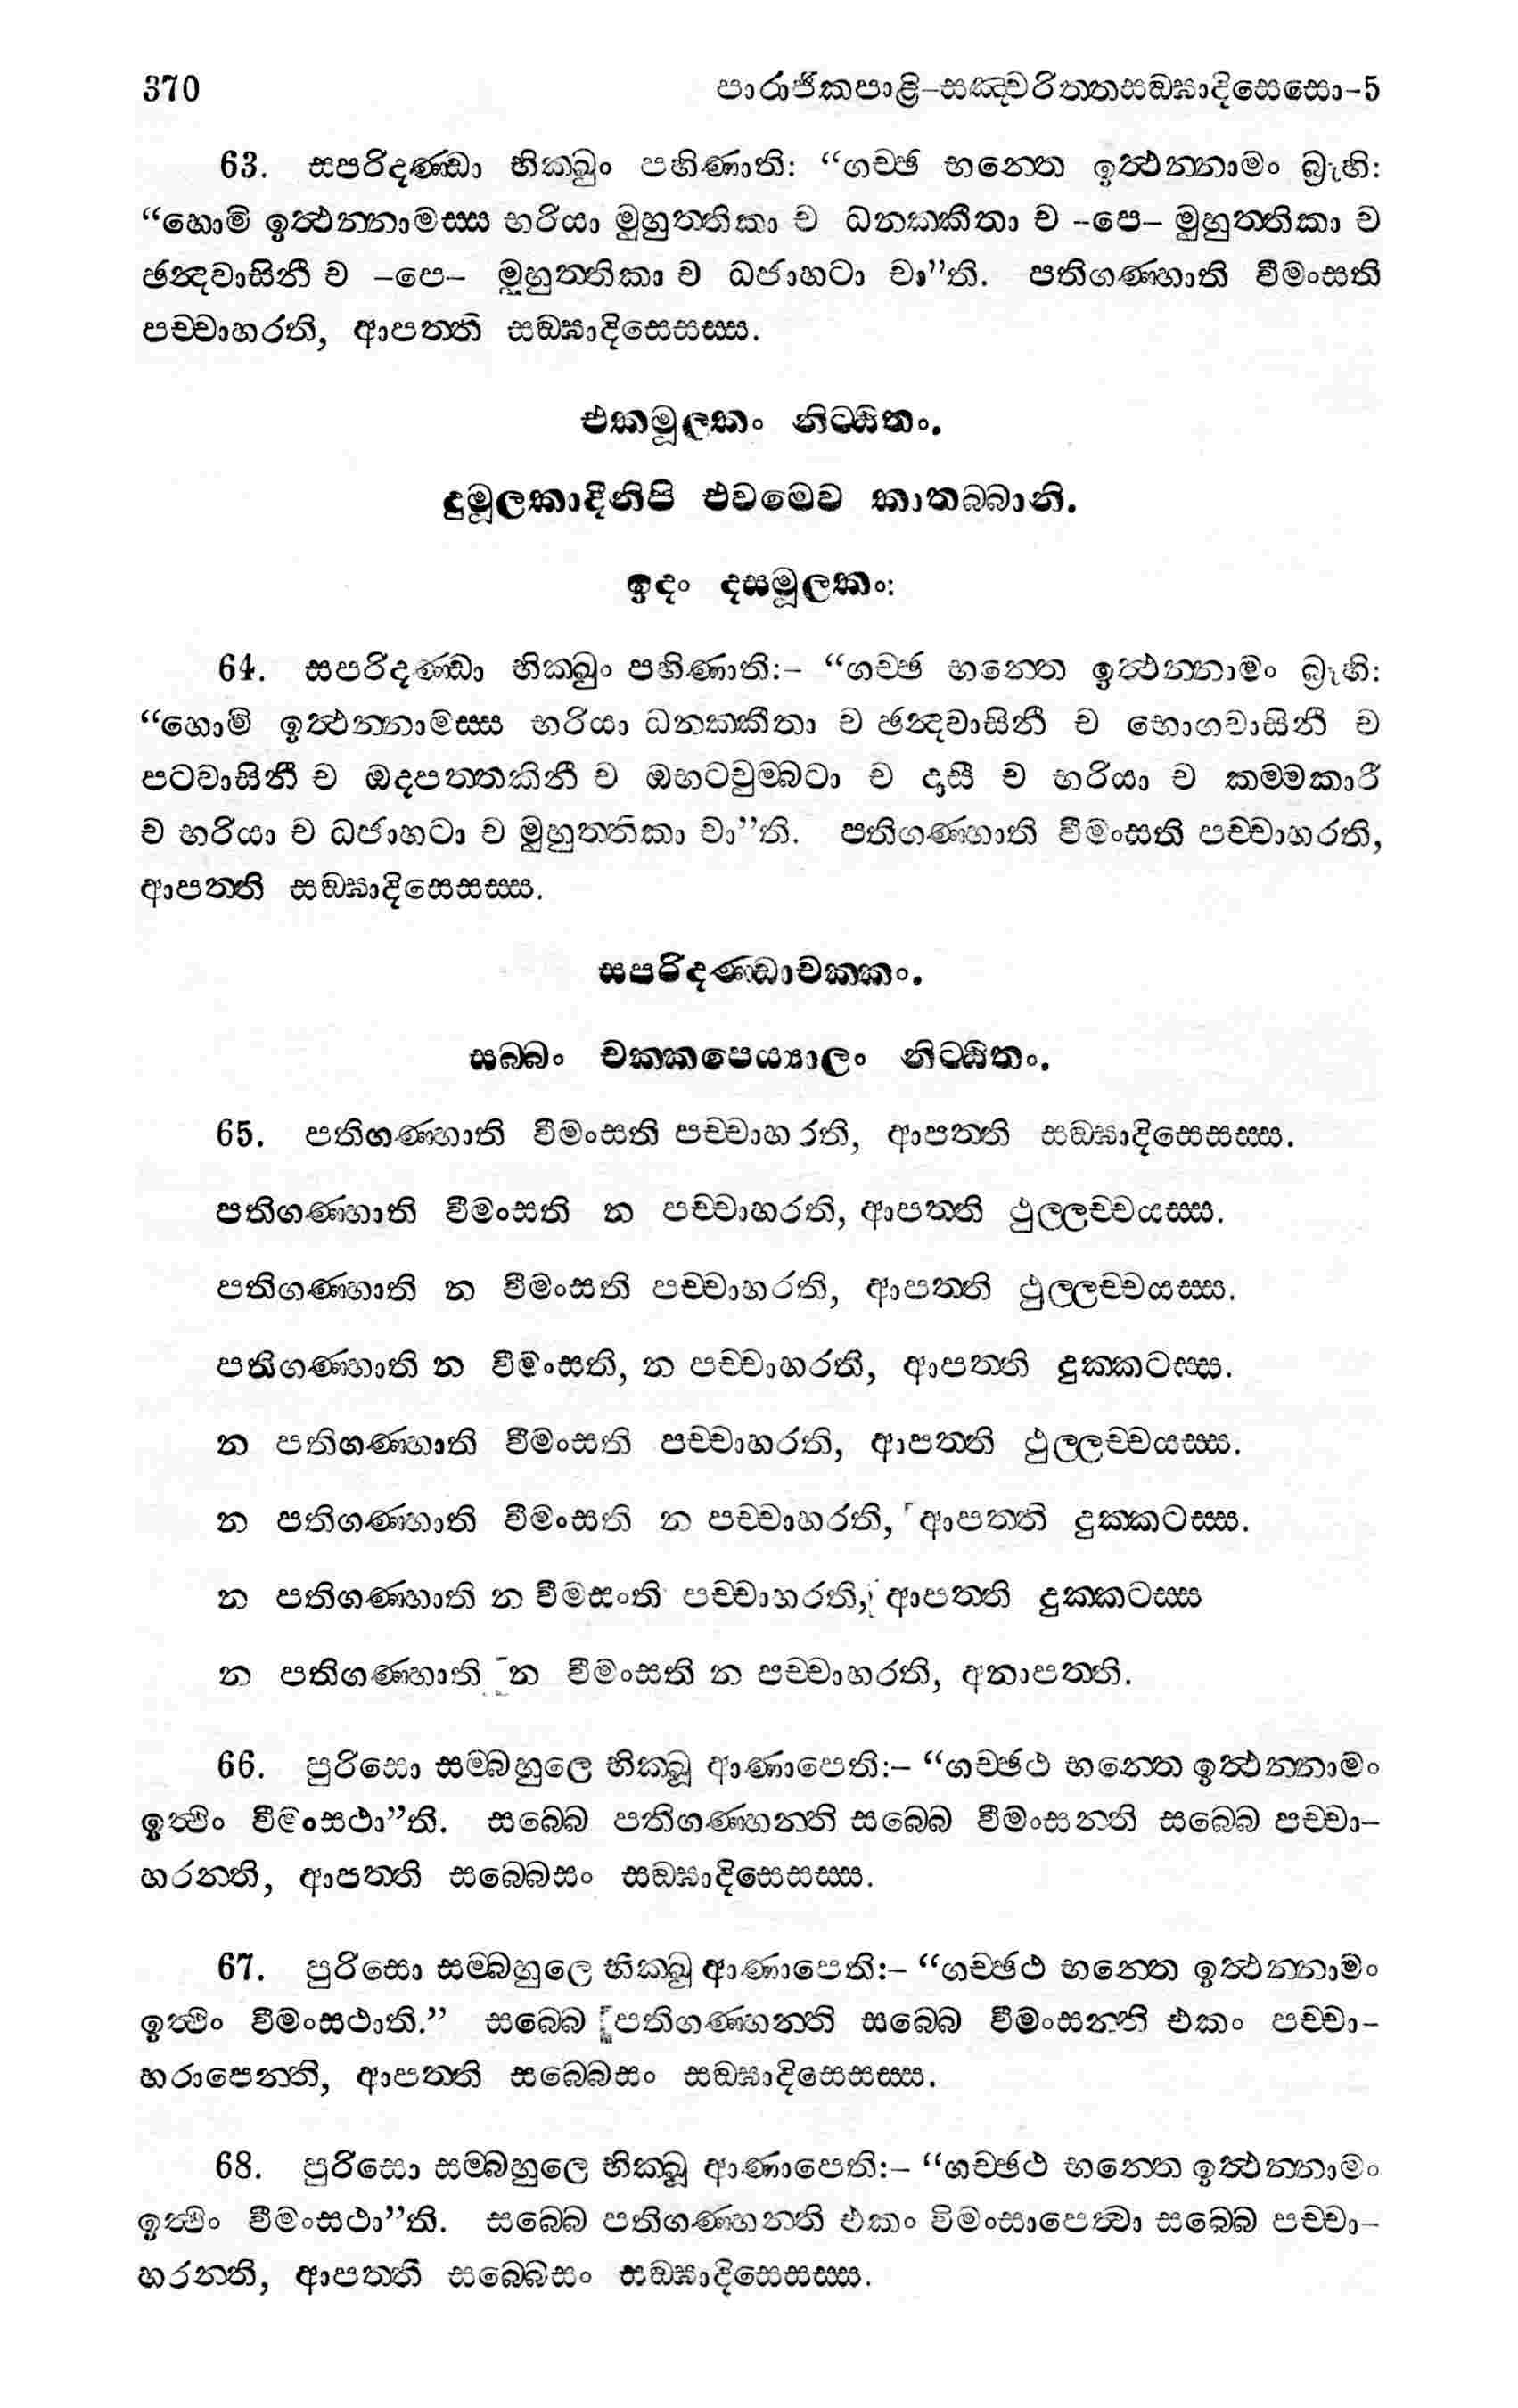 370 පාරාජිකපාළි–සඤ්චරිත්තසඞ්ඝාදිසෙසො–5
63. සපරිදණ්ඩා භික්ඛුං පහිණාති: “ගච්ඡ භන්තෙ ඉත්ථන්නාමං බ්‍රූහි:
“හොම් ඉත්ථන්නාමස්ස භරියා මුහුත්තිකා ච ධනක්කීතා ච –පෙ– මුහුත්තිකා ච
ඡන්දවාසිනී ච –පෙ– මුහුත්තිකා ච ධජාහටා චා”ති. පතිගණ්හාති වීමංසති
පච්චාහරති, ආපත්ති සඞ්ඝාදිසෙසස්ස.
එකමූලකං නිට්ඨිතං.
දුමූලකාදීනිපි එවමෙව කාතබ්බානි.
ඉදං දසමූලකං:
64. සපරිදණ්ඩා භික්ඛුං පහිණාති:– “ගච්ඡ භන්තෙ ඉත්ථන්නාමං බ්‍රූහි:
“හොමි ඉත්ථන්නාමස්ස භරියා ධනක්කීතා ච ඡන්දවාසිනී ච භොගවාසිනී ච
පටවාසිනී ච ඔදපත්තකිනී ච ඔභටචුම්බටා ච දාසී ච භරියා ච කම්මකාරී
ච භරියා ච ධජාහටා ච මුහුත්තිකා චා”ති. පතිගණ්හාති වීමංසති පච්චාහරති,
ආපත්ති සඞ්ඝාදිසෙසස්ස.
සපරිදණ්ඩාචක්කං.
සබ්බං චක්කපෙය්‍යාලං නිට්ඨිතං.
65. පතිගණ්හාති වීමංසති පච්චාහරති, ආපත්ති සඞ්ඝාදිසෙසස්ස.
පතිගණ්හාති වීමංසති න පච්චාහරති, ආපත්ති ථුල්ලච්චයස්ස.
පතිගණ්හාති න වීමංසති පච්චාහරති, ආපත්ති ථුල්ලච්චයස්ස.
පතිගණ්හාති න වීමංසති, න පච්චාහරති, ආපත්ති දුක්කටස්ස.
න පතිගණ්හාති වීමංසති පච්චාහරති, ආපත්ති ථුල්ලච්චයස්ස.
න පතිගණ්හාති වීමංසති න පච්චාහරති, ආපත්ති දුක්කටස්ස.
න පතිගණ්හාති න වීමසංති පච්චාහරති, ආපත්ති දුක්කටස්ස
න පතිගණ්හාති න වීමංසති න පච්චාහරති, අනාපත්ති.
66. පුරිසො සම්බහුලෙ භික්ඛූ ආණාපෙති:– “ගච්ඡථ භන්තෙ ඉත්ථන්නාමං
ඉත්ථිං වීමංසථා”ති. සබ්බෙ පතිගණ්හන්ති සබ්බෙ වීමංසන්ති සබ්බෙ පච්චා–
හරන්ති, ආපත්ති සබ්බෙසං සඞ්ඝාදිසෙසස්ස.
67. පුරිසො සම්බහුලෙ භික්ඛු ආණාපෙති:– “ගච්ඡථ භන්තෙ ඉත්ථන්නාමං
ඉත්ථිං වීමංසථාති.” සබ්බෙ පතිගණ්හන්ති සබ්බෙ වීමංසන්ති එකං පච්චා–
හරාපෙන්ති, ආපත්ති සබ්බෙසං සඞ්ඝාදිසෙසස්ස.
68. පුරිසො සම්බහුලෙ භික්ඛූ ආණාපෙති:– “ගච්ඡථ භන්තෙ ඉත්ථන්නාමං
ඉත්ථිං වීමංසථා”ති. සබ්බෙ පතිගණ්හන්ති එකං විමංසාපෙත්වා සබ්බෙ පච්චා–
හරන්ති, ආපත්ති සබ්බෙසං සඞ්ඝාදිසෙසස්ස.